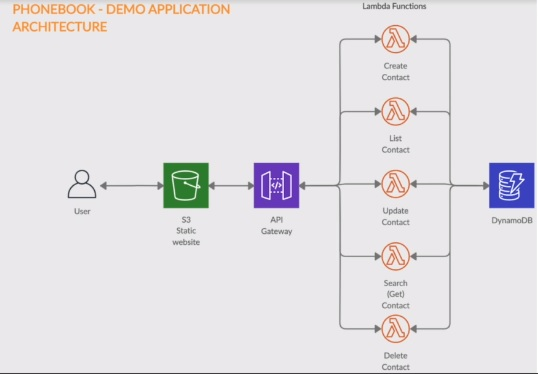 PHONEBOOK - DEMO APPLICATION
ARCHITECTURE
Lambda Functions
Create
Contact
List
Contact
Update
Contact
Search
(Get)
Contact
Delete
Contact
User
S3
Static
website
API
Gateway
DynamoDB